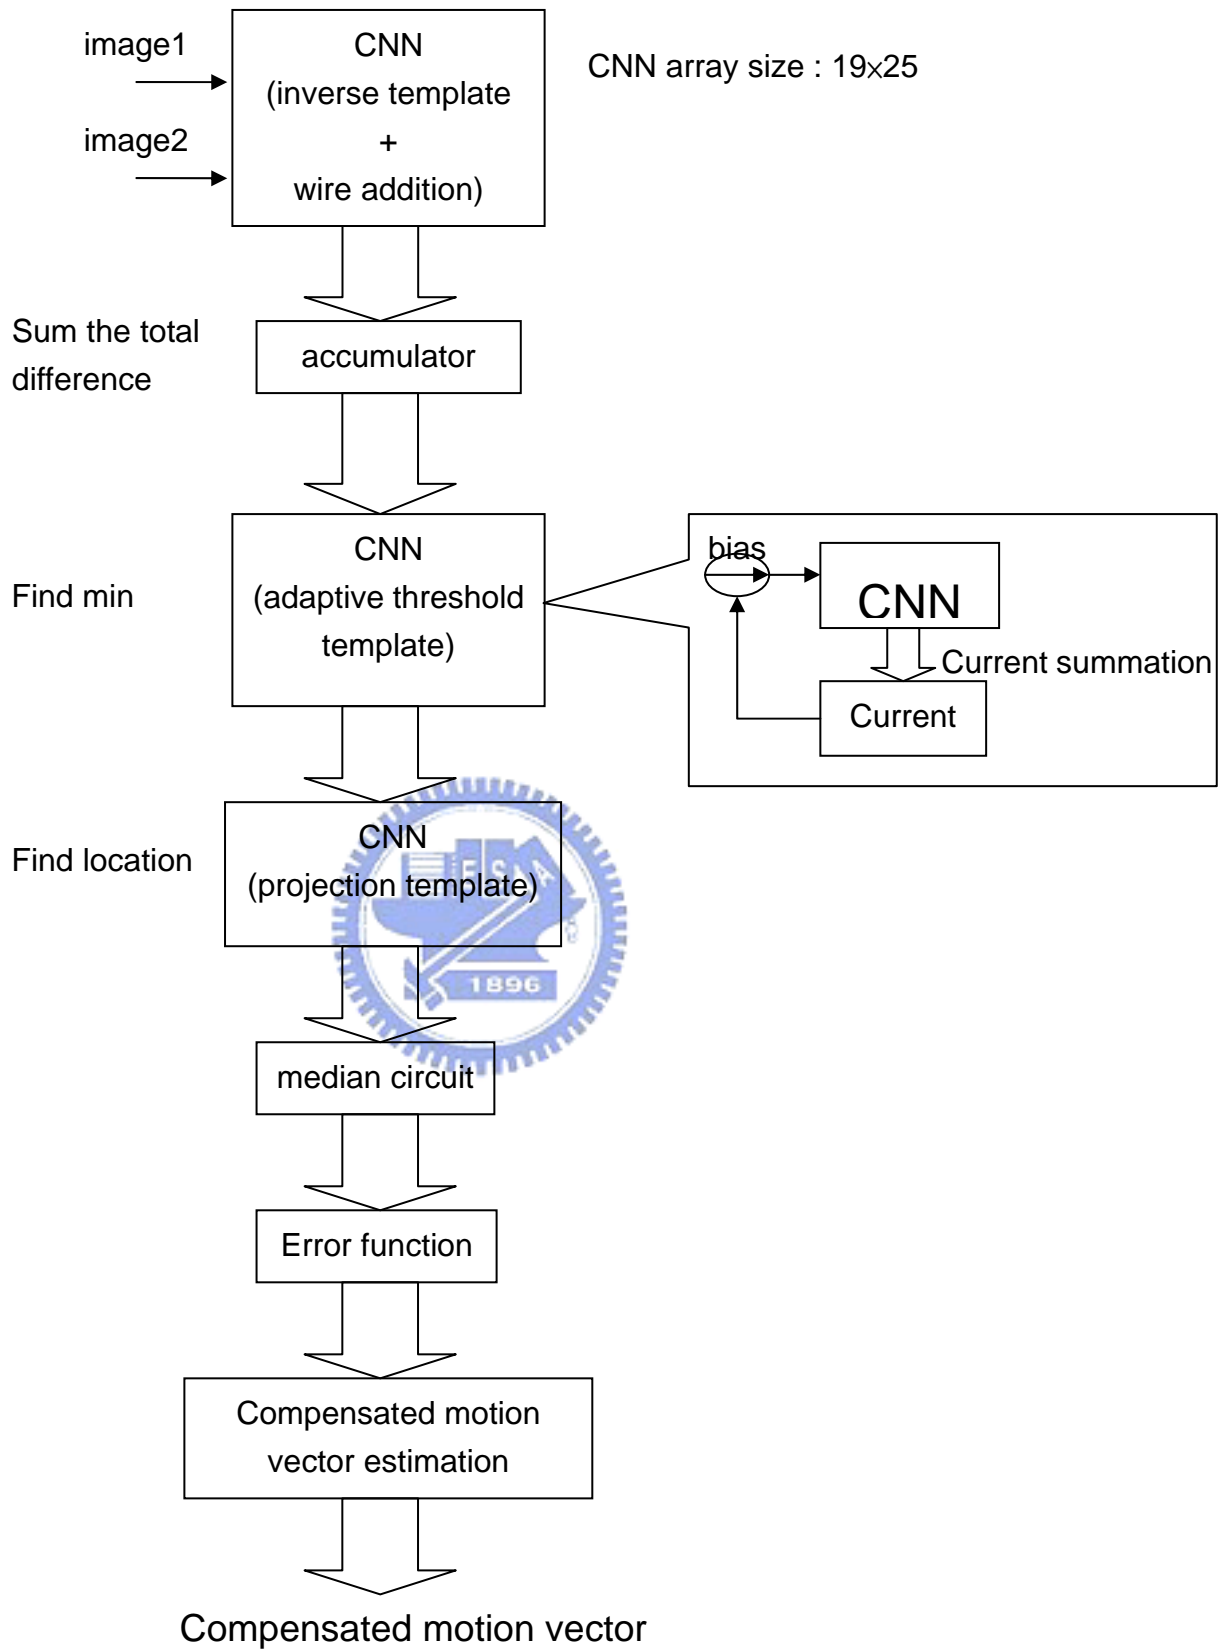 image1
image2
CNN
(inverse template
+
wire addition)
CNN array size : 19×25
Sum the total
difference
accumulator
Find min
CNN
(adaptive threshold
template)
bias
CNN
Current summation
Current
Find location
CNN
(projection template)
E S A
1896
median circuit
Error function
Compensated motion
vector estimation
Compensated motion vector